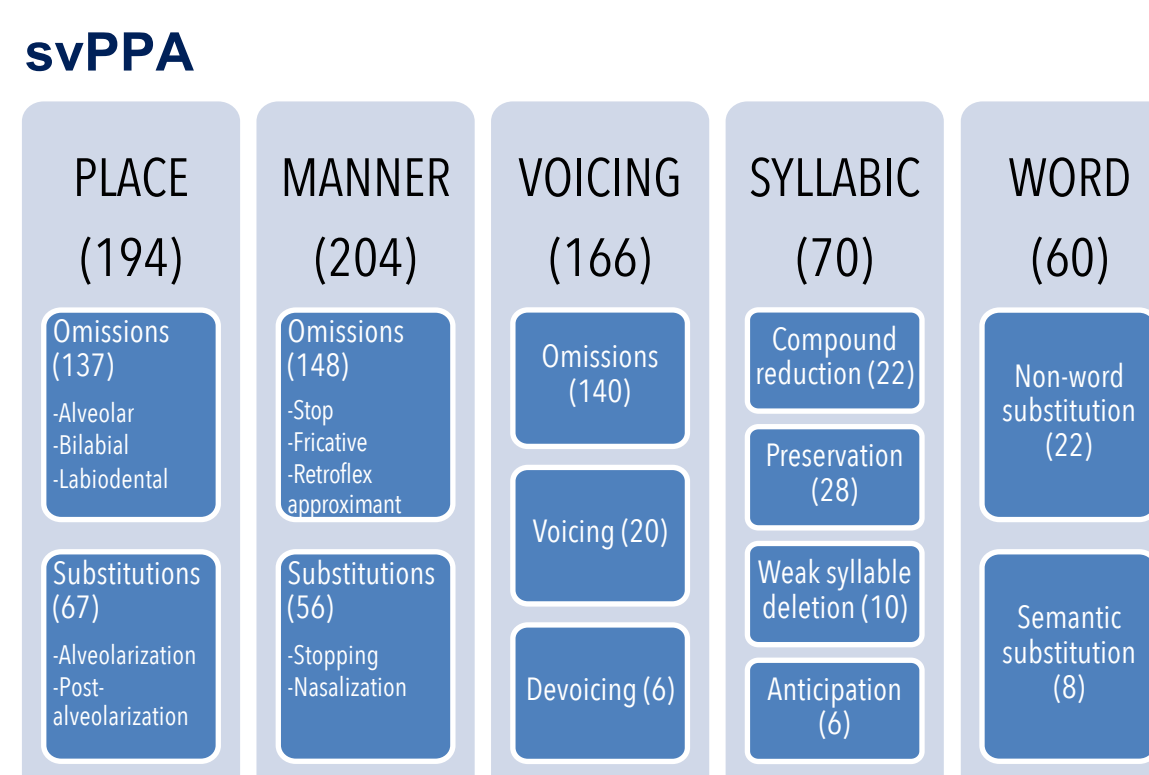 svPPA
PLACE
(194)
Omissions
(137)
-Alveolar
-Bilabial
-Labiodental
Substitutions
(67)
-Alveolarization
-Post-
alveolarization
MANNER
(204)
Omissions
(148)
-Stop
-Fricative
-Retroflex
approximant
Substitutions
(56)
-Stopping
-Nasalization
VOICING
(166)
Omissions
(140)
Voicing (20)
Devoicing (6)
SYLLABIC
(70)
Compound
reduction (22)
Preservation
(28)
Weak syllable
deletion (10)
Anticipation
(6)
WORD
(60)
Non-word
substitution
(22)
Semantic
substitution
(8)